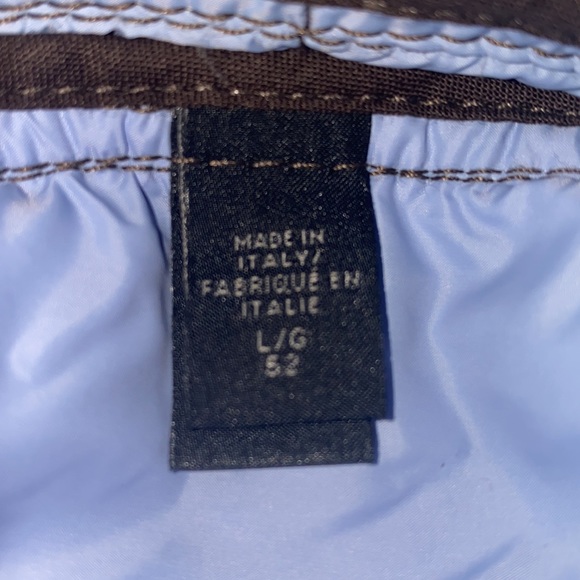 MADE IN
ITALY/
FABRIQUÉ EN
ITALIE
L/G
52